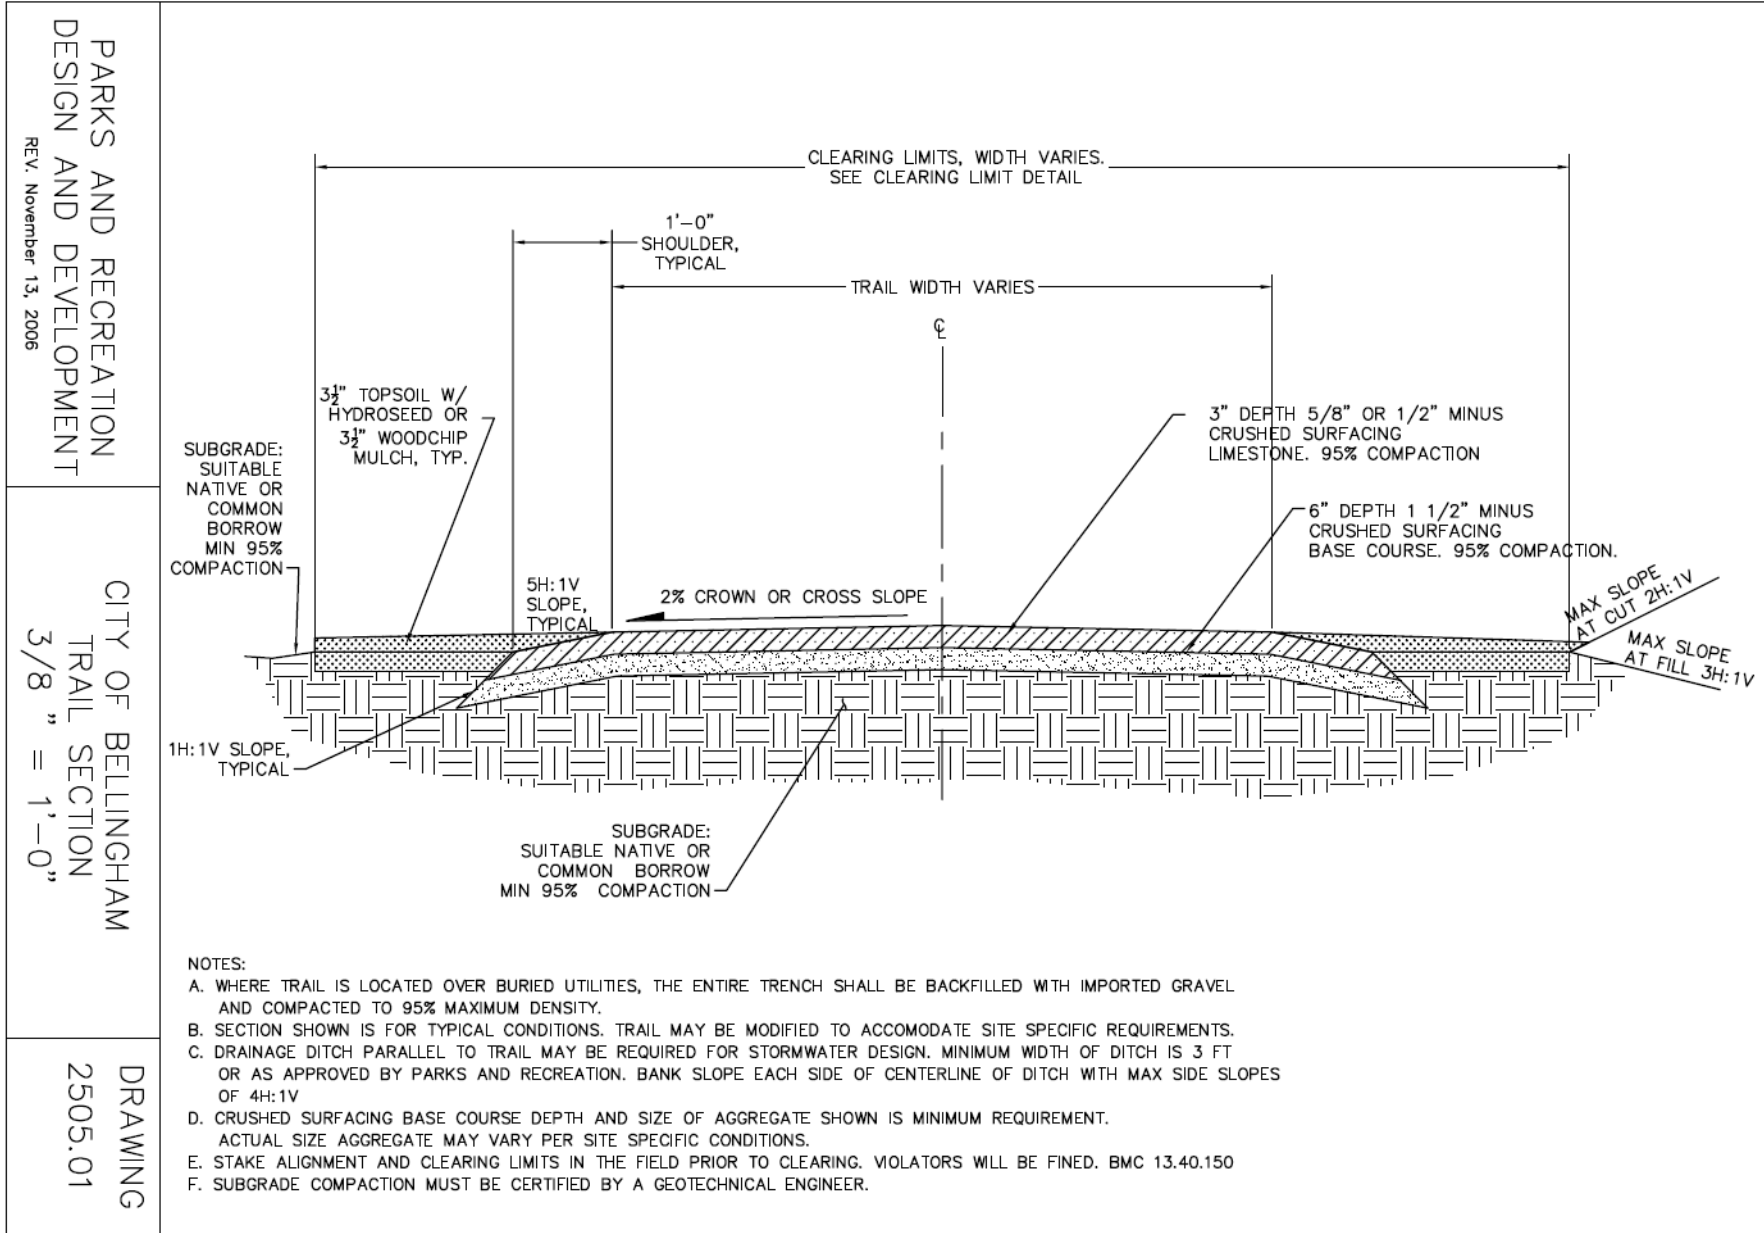 PARKS AND RECREATION
DESIGN AND DEVELOPMENT
REV. November 13, 2006
CITY OF BELLINGHAM
TRAIL SECTION
3/8 " = 1'-0"
DRAWING
2505.01
CLEARING LIMITS, WIDTH VARIES.
SEE CLEARING LIMIT DETAIL
1'-0"
SHOULDER,
TYPICAL
TRAIL WIDTH VARIES
℄
3½" TOPSOIL W/
HYDROSEED OR
3½" WOODCHIP
MULCH, TYP.
SUBGRADE:
SUITABLE
NATIVE OR
COMMON
BORROW
MIN 95%
COMPACTION
3" DEPTH 5/8" OR 1/2" MINUS
CRUSHED SURFACING
LIMESTONE. 95% COMPACTION
6" DEPTH 1 1/2" MINUS
CRUSHED SURFACING
BASE COURSE. 95% COMPACTION.
5H:1V
SLOPE,
TYPICAL
2% CROWN OR CROSS SLOPE
MAX SLOPE
AT CUT 2H:1V
MAX SLOPE
AT FILL 3H:1V
1H:1V SLOPE,
TYPICAL
SUBGRADE:
SUITABLE NATIVE OR
COMMON BORROW
MIN 95% COMPACTION
NOTES:
A. WHERE TRAIL IS LOCATED OVER BURIED UTILITIES, THE ENTIRE TRENCH SHALL BE BACKFILLED WITH IMPORTED GRAVEL
AND COMPACTED TO 95% MAXIMUM DENSITY.
B. SECTION SHOWN IS FOR TYPICAL CONDITIONS. TRAIL MAY BE MODIFIED TO ACCOMODATE SITE SPECIFIC REQUIREMENTS.
C. DRAINAGE DITCH PARALLEL TO TRAIL MAY BE REQUIRED FOR STORMWATER DESIGN. MINIMUM WIDTH OF DITCH IS 3 FT
OR AS APPROVED BY PARKS AND RECREATION. BANK SLOPE EACH SIDE OF CENTERLINE OF DITCH WITH MAX SIDE SLOPES
OF 4H:1V
D. CRUSHED SURFACING BASE COURSE DEPTH AND SIZE OF AGGREGATE SHOWN IS MINIMUM REQUIREMENT.
ACTUAL SIZE AGGREGATE MAY VARY PER SITE SPECIFIC CONDITIONS.
E. STAKE ALIGNMENT AND CLEARING LIMITS IN THE FIELD PRIOR TO CLEARING. VIOLATORS WILL BE FINED. BMC 13.40.150
F. SUBGRADE COMPACTION MUST BE CERTIFIED BY A GEOTECHNICAL ENGINEER.